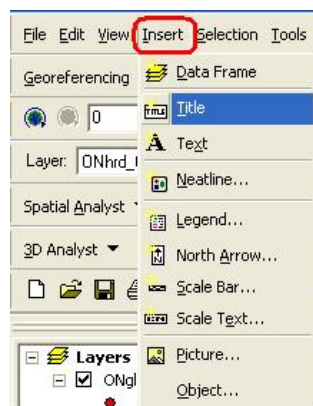 File Edit View Insert Selection Tools
Georeferencing
Data Frame
Title
0
Text
Layer: ONhrd_
Neatline...
Spatial Analyst
Legend...
3D Analyst
North Arrow...
Scale Bar...
Scale Text...
Layers
Picture...
ONgl
Object...